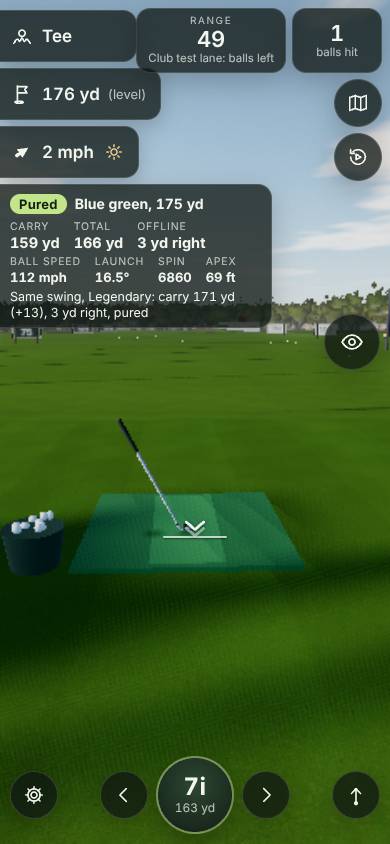 Tee
RANGE
49
Club test lane: balls left
1
balls hit
176 yd (level)
2 mph
Pured Blue green, 175 yd
CARRY TOTAL OFFLINE
159 yd 166 yd 3 yd right
BALL SPEED LAUNCH SPIN APEX
112 mph 16.5° 6860 69 ft
Same swing, Legendary: carry 171 yd
(+13), 3 yd right, pured
75
7i
163 yd